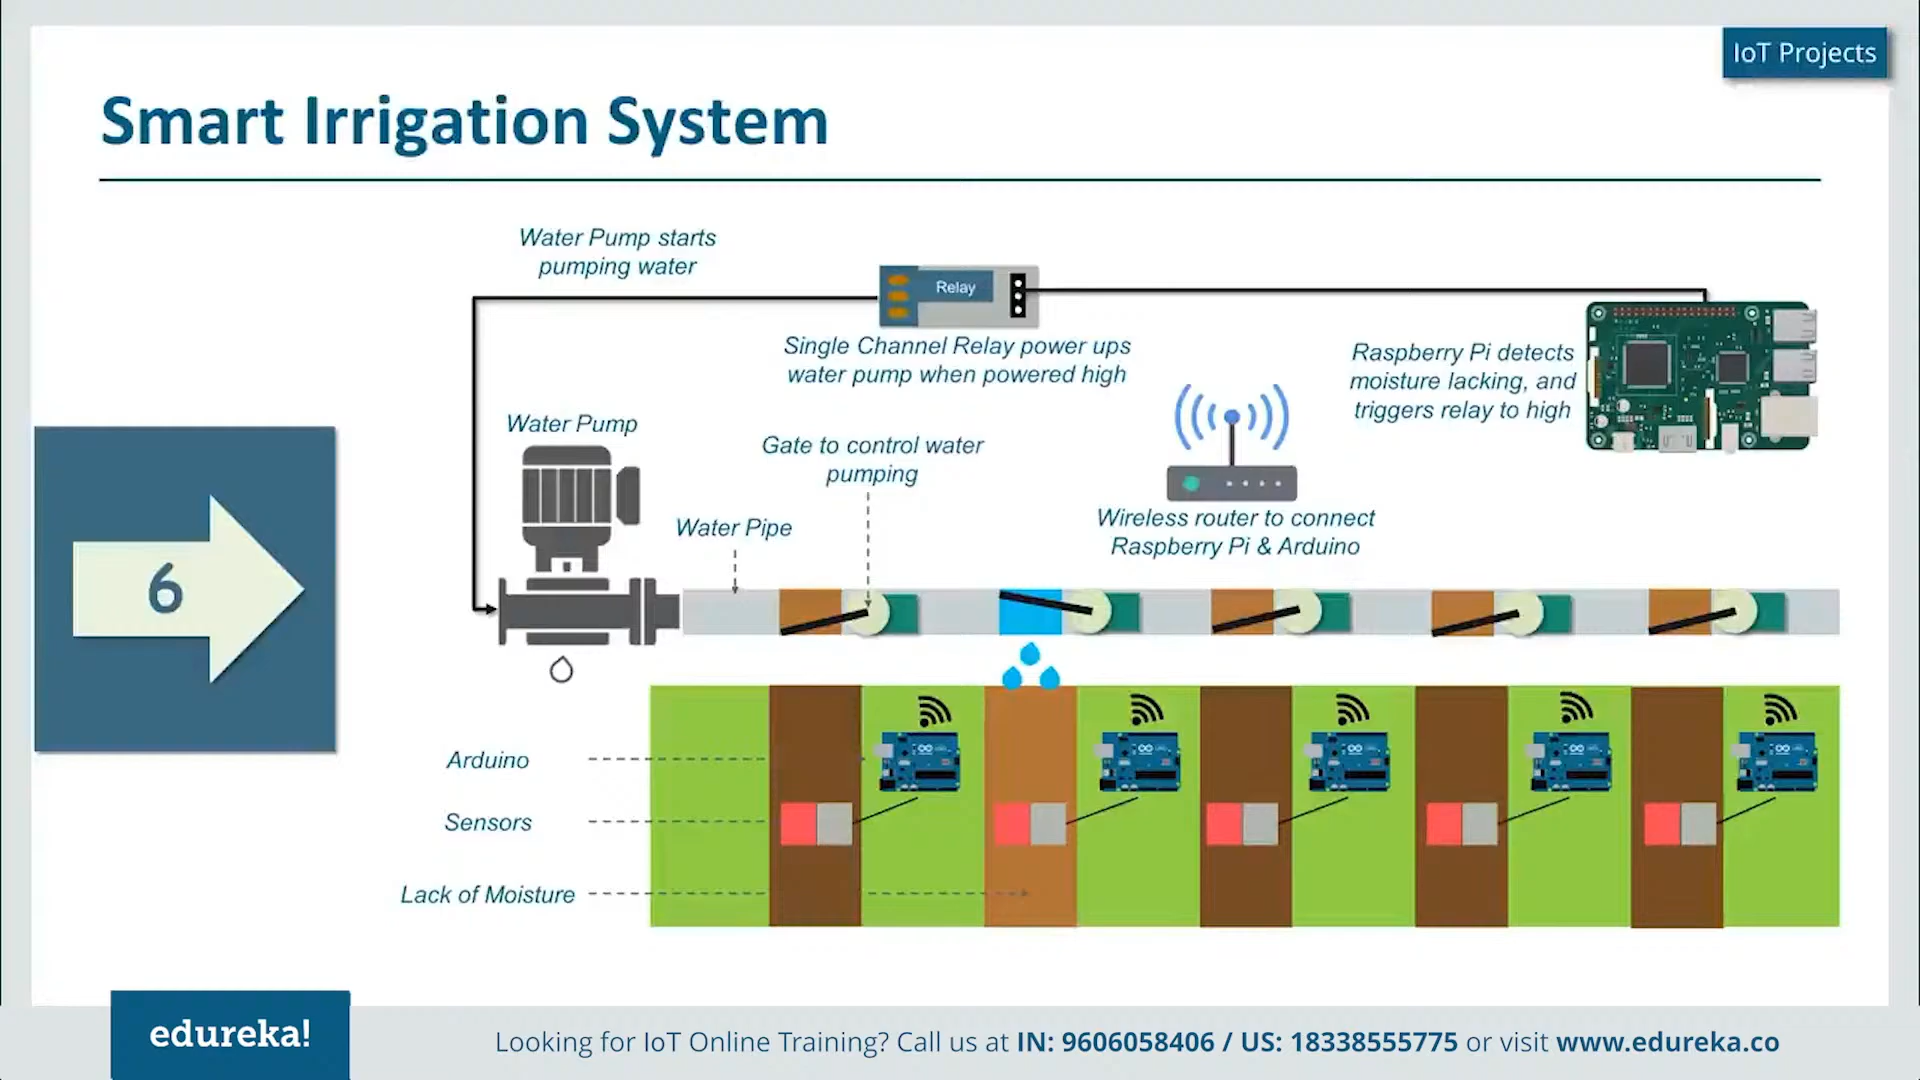 IoT Projects
Smart Irrigation System
Water Pump starts
pumping water
Relay
Single Channel Relay power ups
water pump when powered high
Raspberry Pi detects
moisture lacking, and
triggers relay to high
Water Pump
Gate to control water
pumping
Water Pipe
Wireless router to connect
Raspberry Pi & Arduino
6
Arduino
Sensors
Lack of Moisture
edureka!
Looking for IoT Online Training? Call us at IN: 9606058406 / US: 18338555775 or visit www.edureka.co